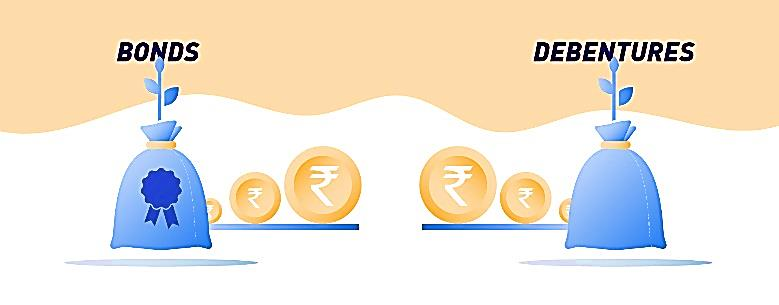 BONDS
DEBENTURES
₹ ₹ ₹
₹ ₹ ₹